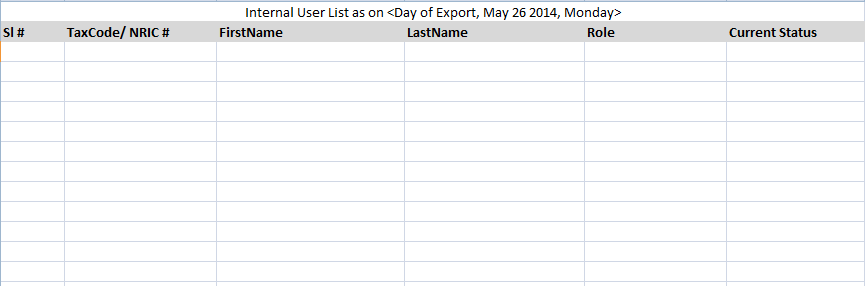 Internal User List as on <Day of Export, May 26 2014, Monday>
Sl # TaxCode/ NRIC # FirstName LastName Role Current Status